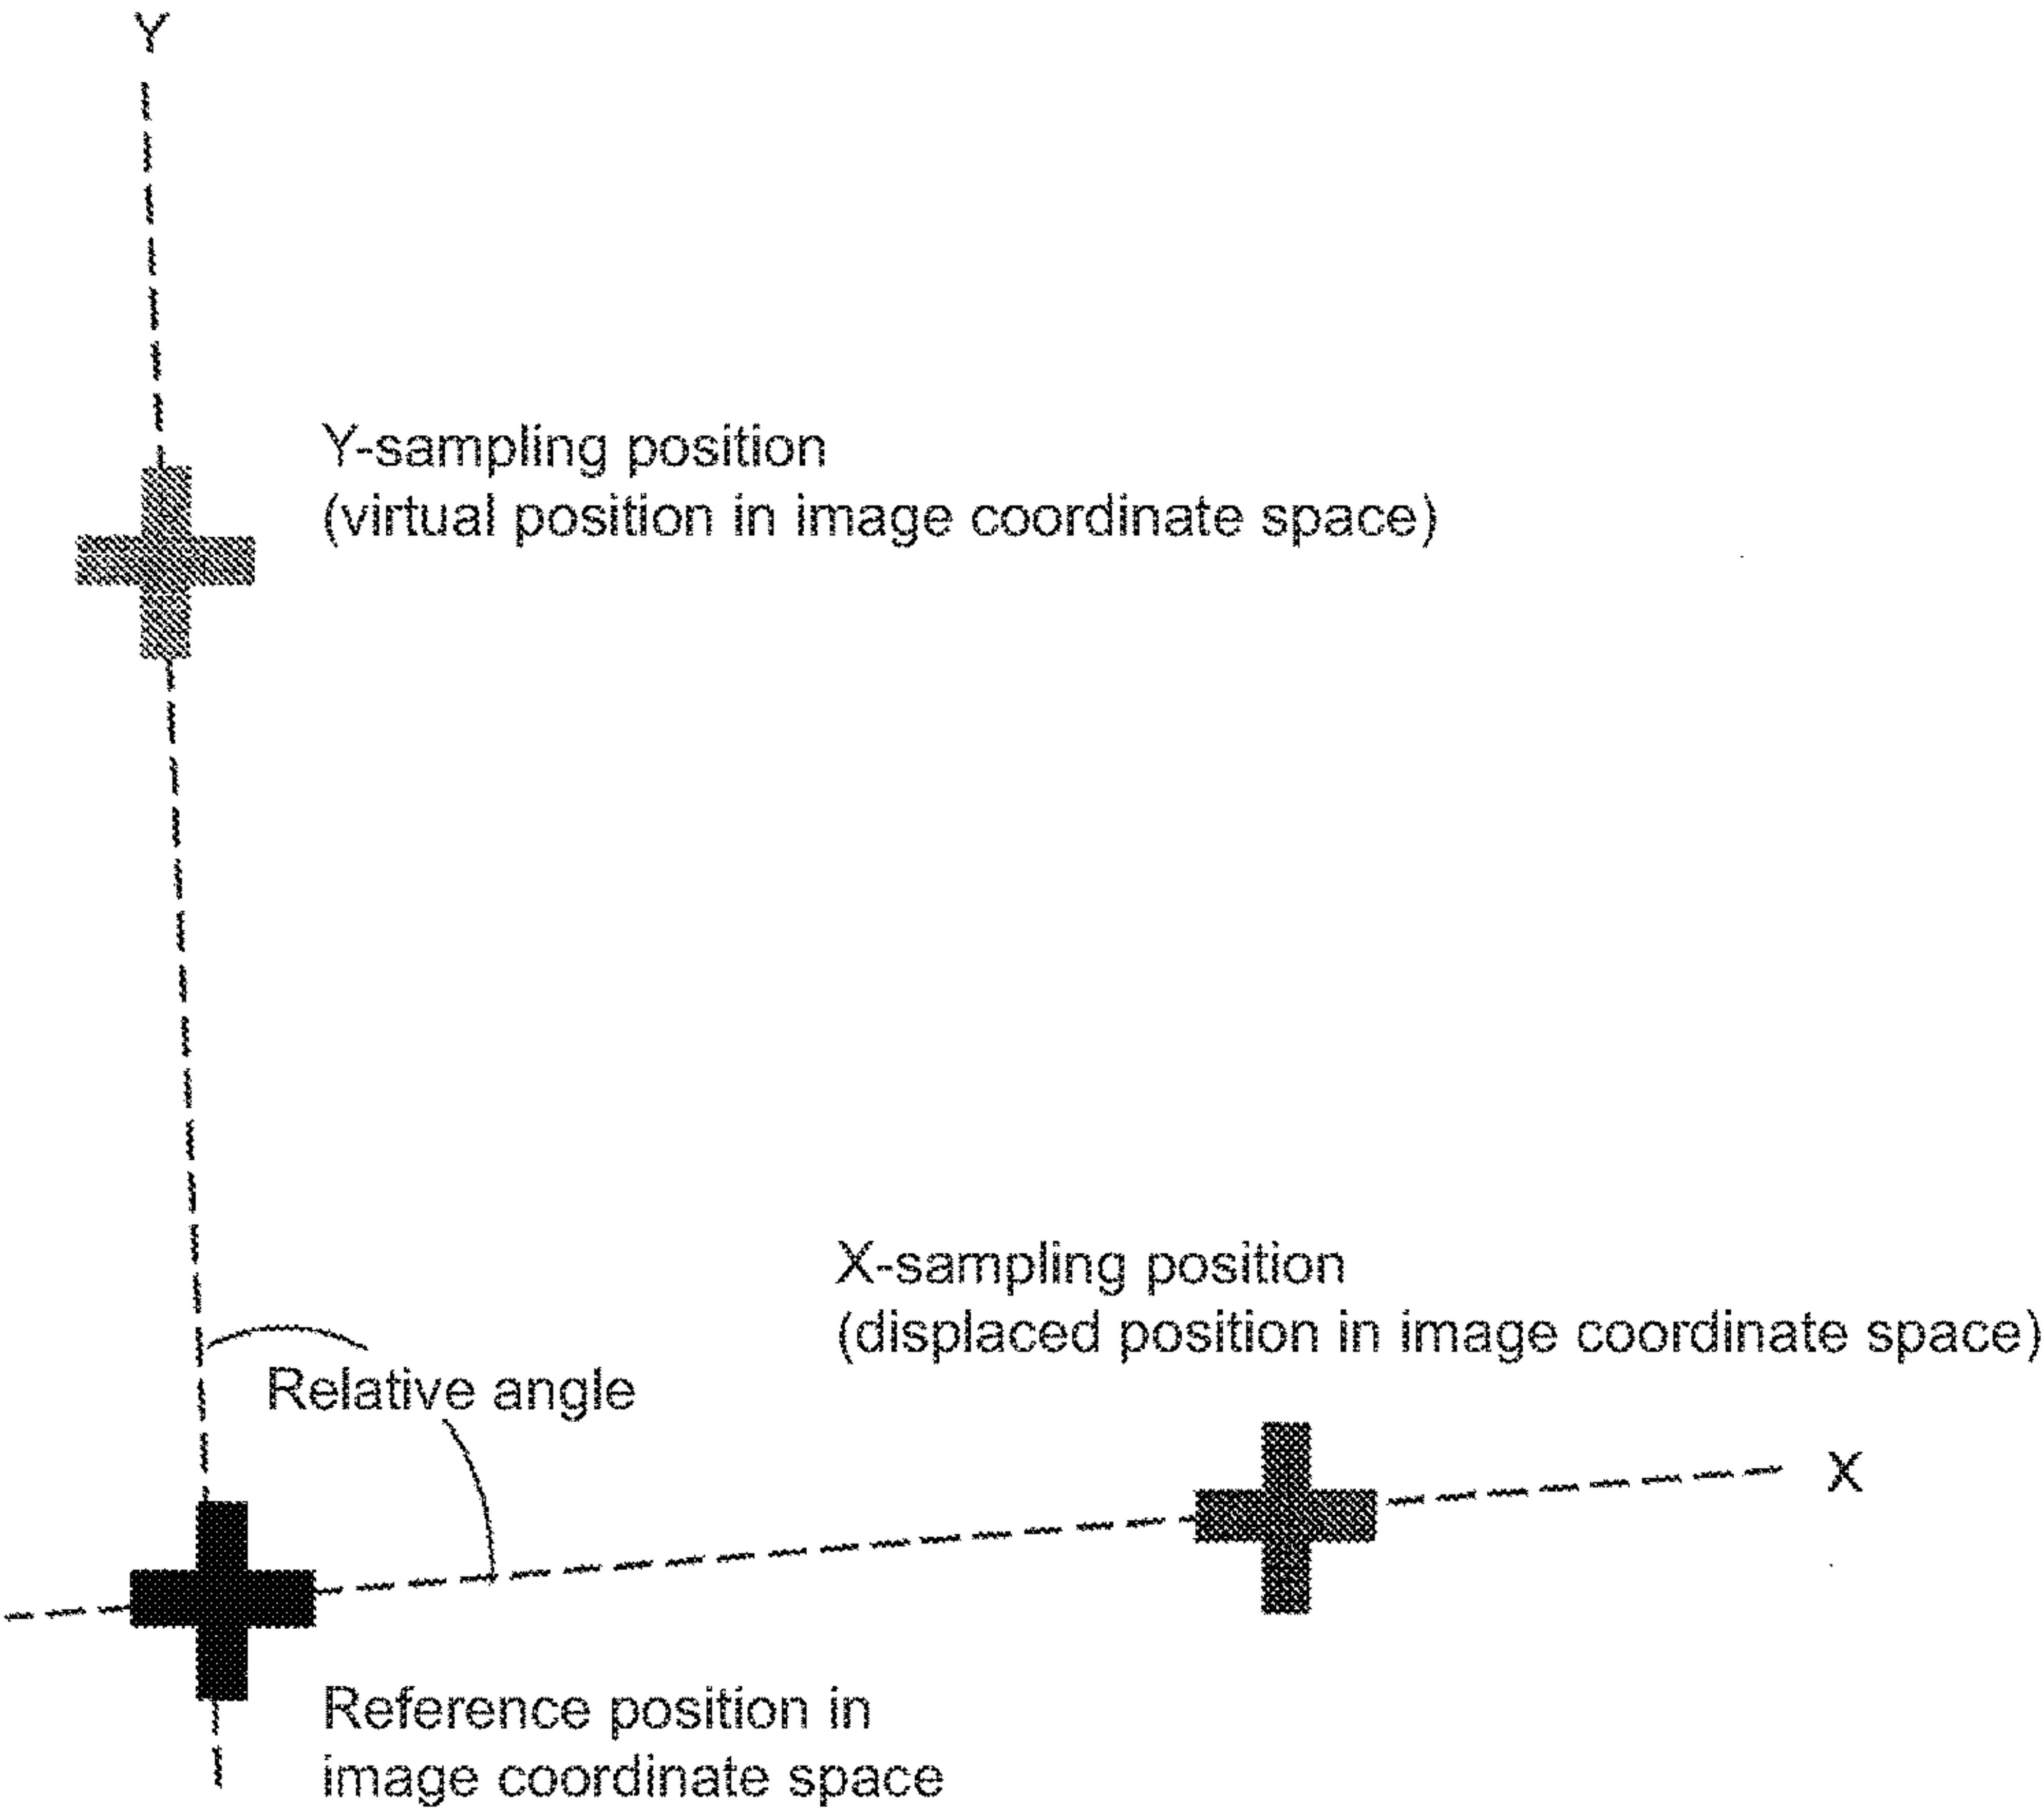 Y
Y-sampling position
(virtual position in image coordinate space)
X-sampling position
(displaced position in image coordinate space)
Relative angle
X
Reference position in
image coordinate space